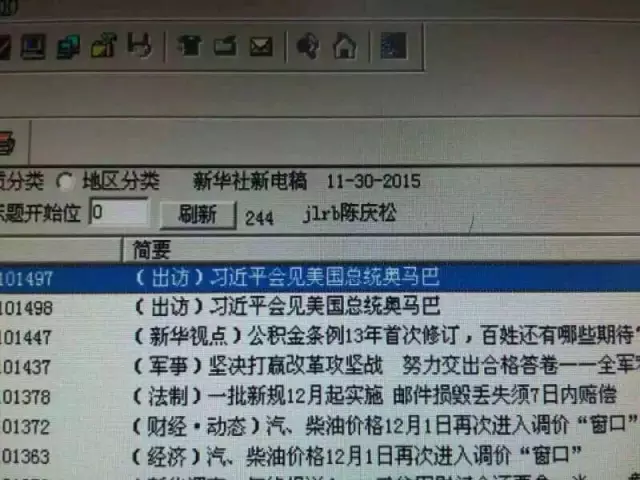 分类 地区分类 新华社新电稿 11-30-2015
题开始位 0 刷新 244 jlrb陈庆松
简要
101497 （出访）习近平会见美国总统奥马巴
101498 （出访）习近平会见美国总统奥马巴
101447 （新华视点）公积金条例13年首次修订，百姓还有哪些期待
101437 （军事）坚决打赢改革攻坚战 努力交出合格答卷——全军
101378 （法制）一批新规12月起实施 邮件损毁丢失须7日内赔偿
101372 （财经·动态）汽、柴油价格12月1日再次进入调价“窗口”
101363 （经济）汽、柴油价格12月1日再次进入调价“窗口”